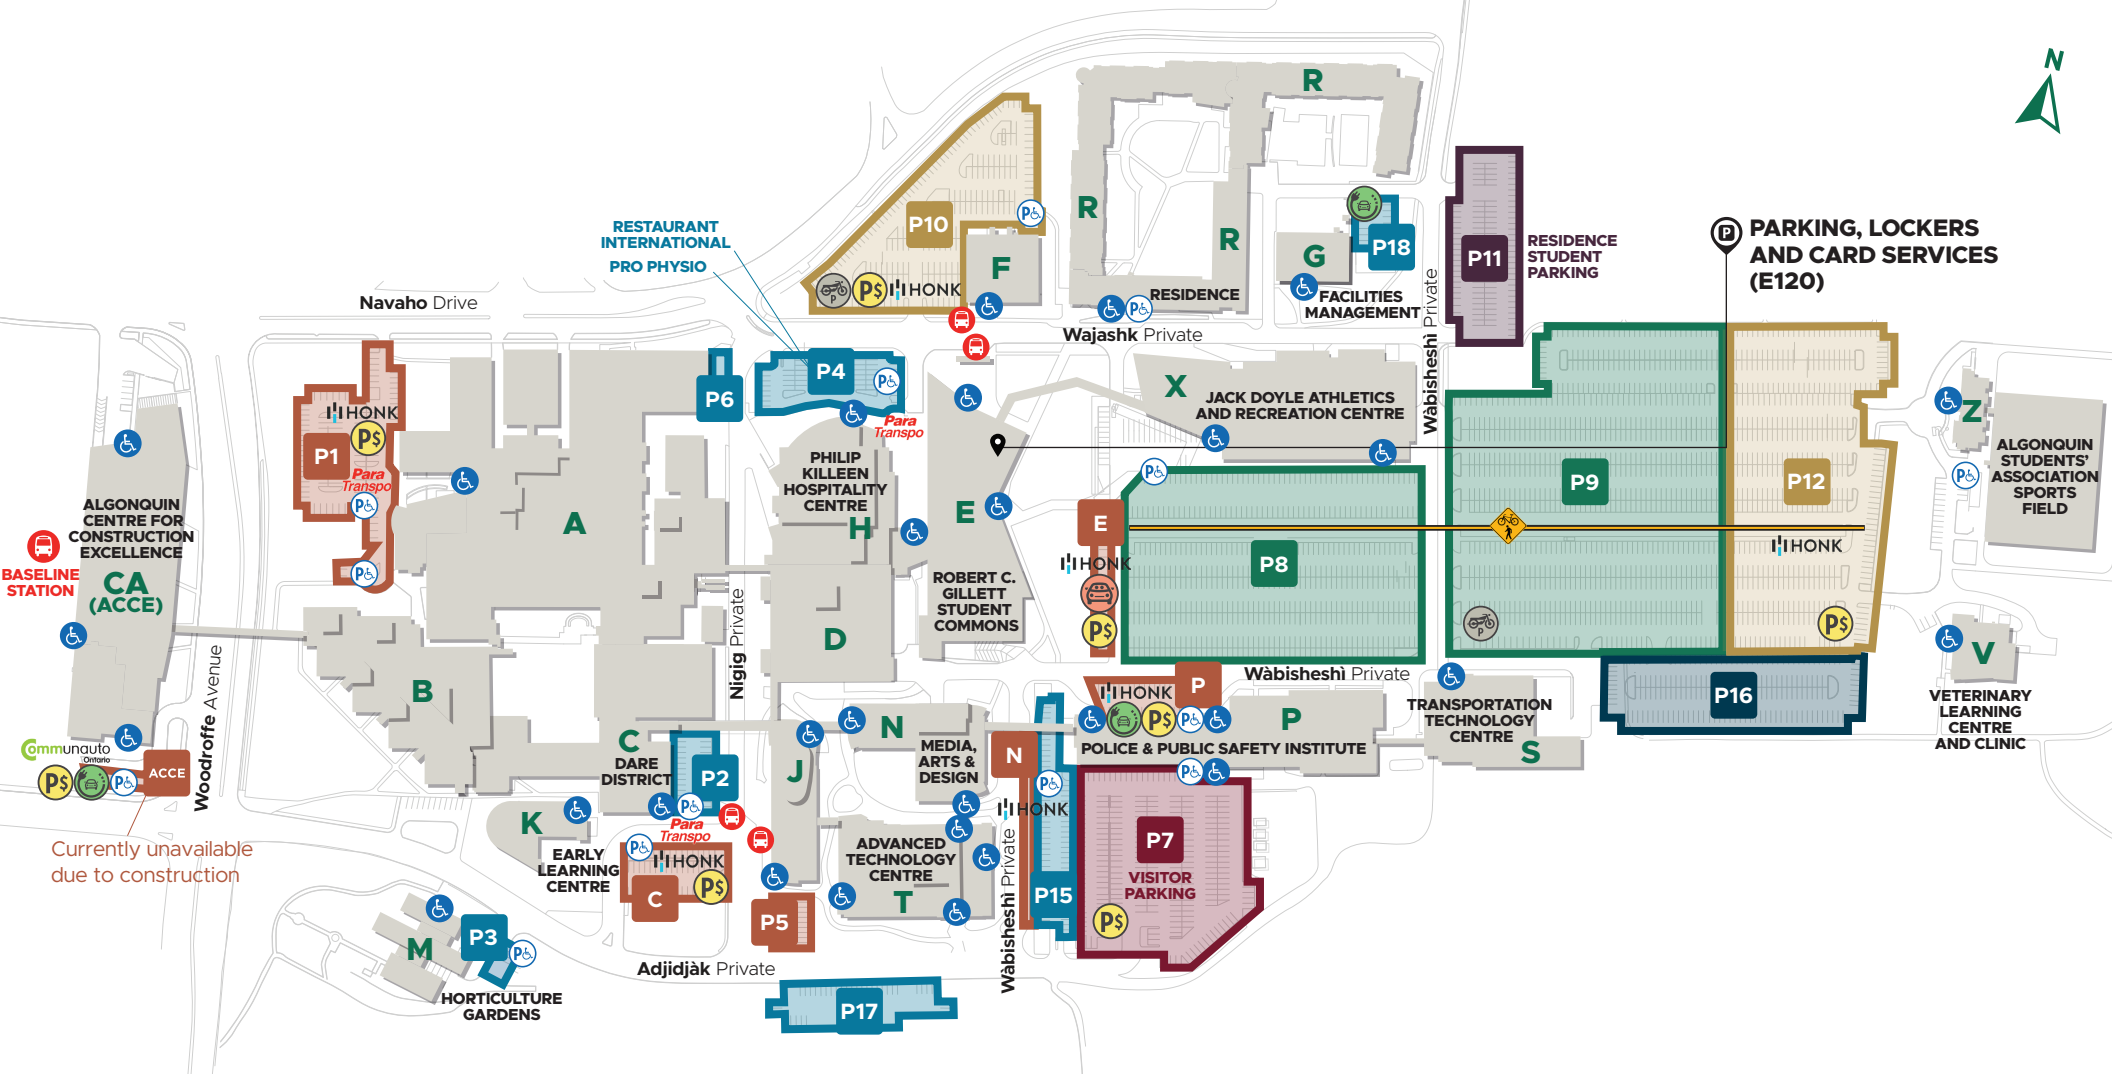 N
R
R
R
RESIDENCE
P10
P$
HONK
F
G
P18
FACILITIES
MANAGEMENT
P11
RESIDENCE
STUDENT
PARKING
PARKING, LOCKERS
AND CARD SERVICES
(E120)
RESTAURANT
INTERNATIONAL
PRO PHYSIO
Navaho Drive
Wajashk Private
Wàbisheshì Private
P6
P4
Para
Transpo
HONK
P1
P$
Para
Transpo
X
JACK DOYLE ATHLETICS
AND RECREATION CENTRE
PHILIP
KILLEEN
HOSPITALITY
CENTRE
H
E
ROBERT C.
GILLETT
STUDENT
COMMONS
E
HONK
P$
P8
P9
P12
HONK
P$
Z
ALGONQUIN
STUDENTS'
ASSOCIATION
SPORTS
FIELD
ALGONQUIN
CENTRE FOR
CONSTRUCTION
EXCELLENCE
CA
(ACCE)
BASELINE
STATION
A
D
B
Nigig Private
Woodroffe Avenue
V
VETERINARY
LEARNING
CENTRE
AND CLINIC
Wàbisheshì Private
P16
HONK
P
P$
P
POLICE & PUBLIC SAFETY INSTITUTE
TRANSPORTATION
TECHNOLOGY
CENTRE
S
N
MEDIA,
ARTS &
DESIGN
N
HONK
J
C
DARE
DISTRICT
P2
Para
Transpo
communauto
Ontario
P$
ACCE
Currently unavailable
due to construction
K
EARLY
LEARNING
CENTRE
HONK
C
P$
P5
ADVANCED
TECHNOLOGY
CENTRE
T
Wàbisheshì Private
P15
P7
VISITOR
PARKING
P$
M
P3
HORTICULTURE
GARDENS
Adjidjàk Private
P17